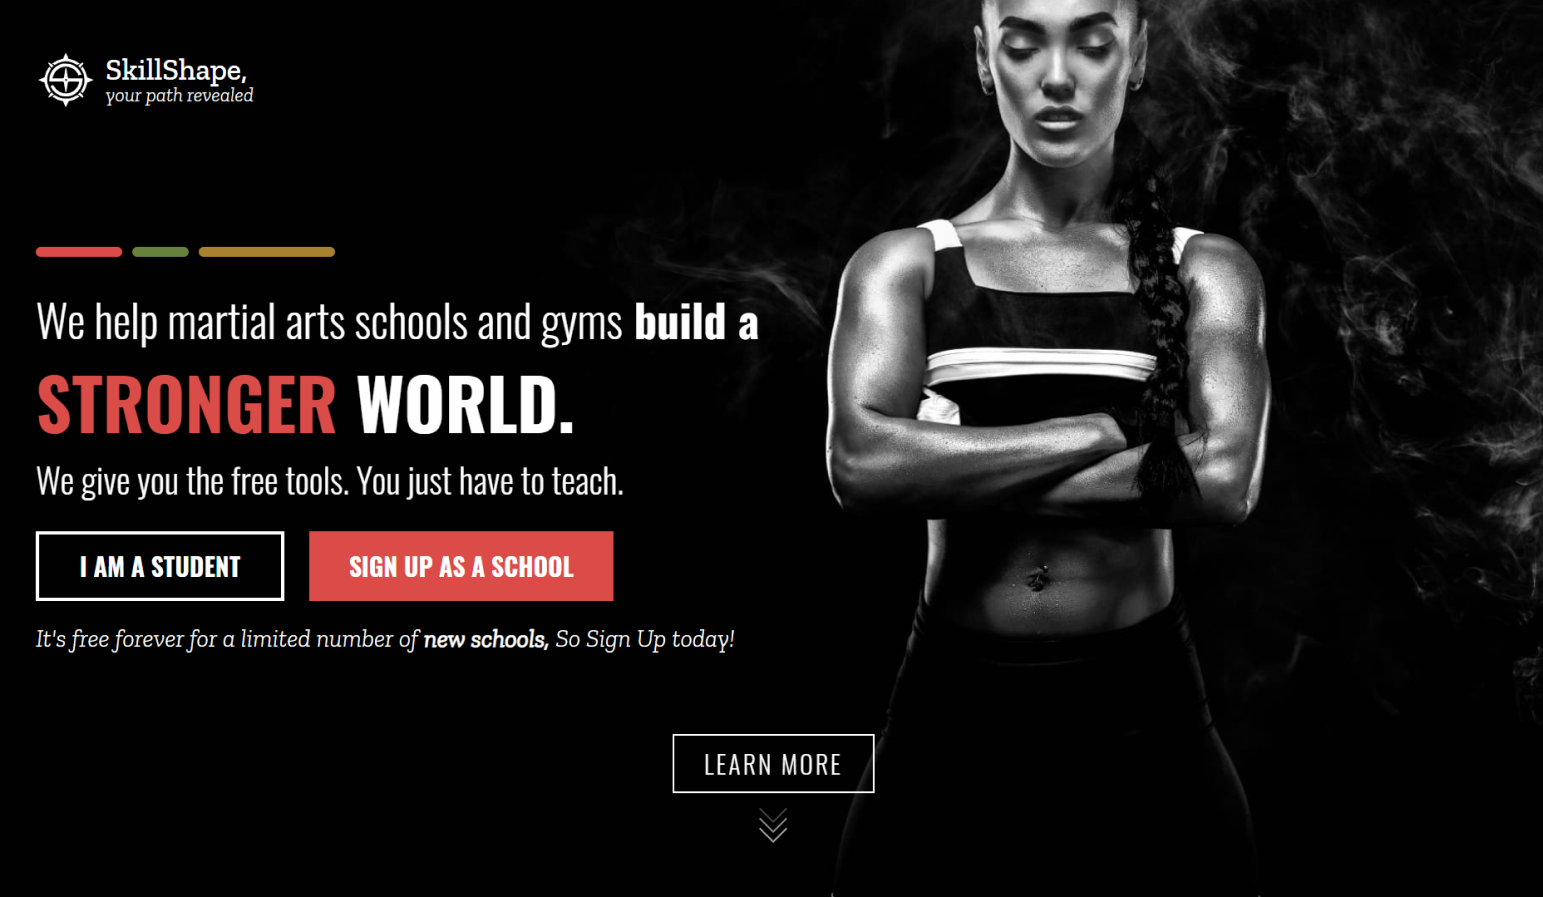 SkillShape,
your path revealed
We help martial arts schools and gyms build a
STRONGER WORLD.
We give you the free tools. You just have to teach.
I AM A STUDENT
SIGN UP AS A SCHOOL
It's free forever for a limited number of new schools, So Sign Up today!
LEARN MORE